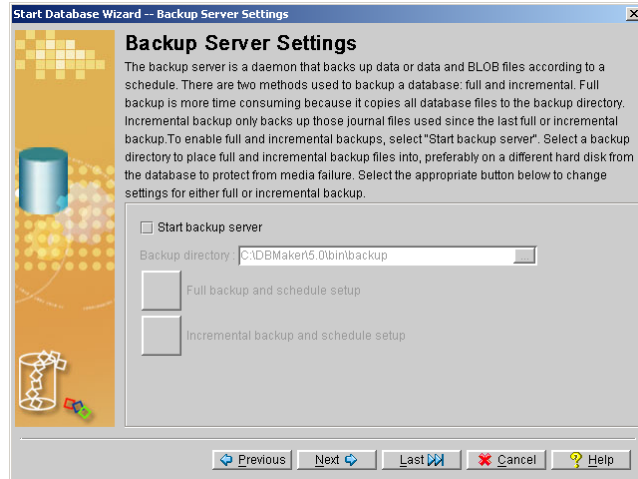 Start Database Wizard -- Backup Server Settings
Backup Server Settings
The backup server is a daemon that backs up data or data and BLOB files according to a
schedule. There are two methods used to backup a database: full and incremental. Full
backup is more time consuming because it copies all database files to the backup directory.
Incremental backup only backs up those journal files used since the last full or incremental
backup.To enable full and incremental backups, select "Start backup server". Select a backup
directory to place full and incremental backup files into, preferably on a different hard disk from
the database to protect from media failure. Select the appropriate button below to change
settings for either full or incremental backup.
Start backup server
Backup directory : C:\DBMaker\5.0\bin\backup ...
Full backup and schedule setup
Incremental backup and schedule setup
Previous Next Last Cancel Help